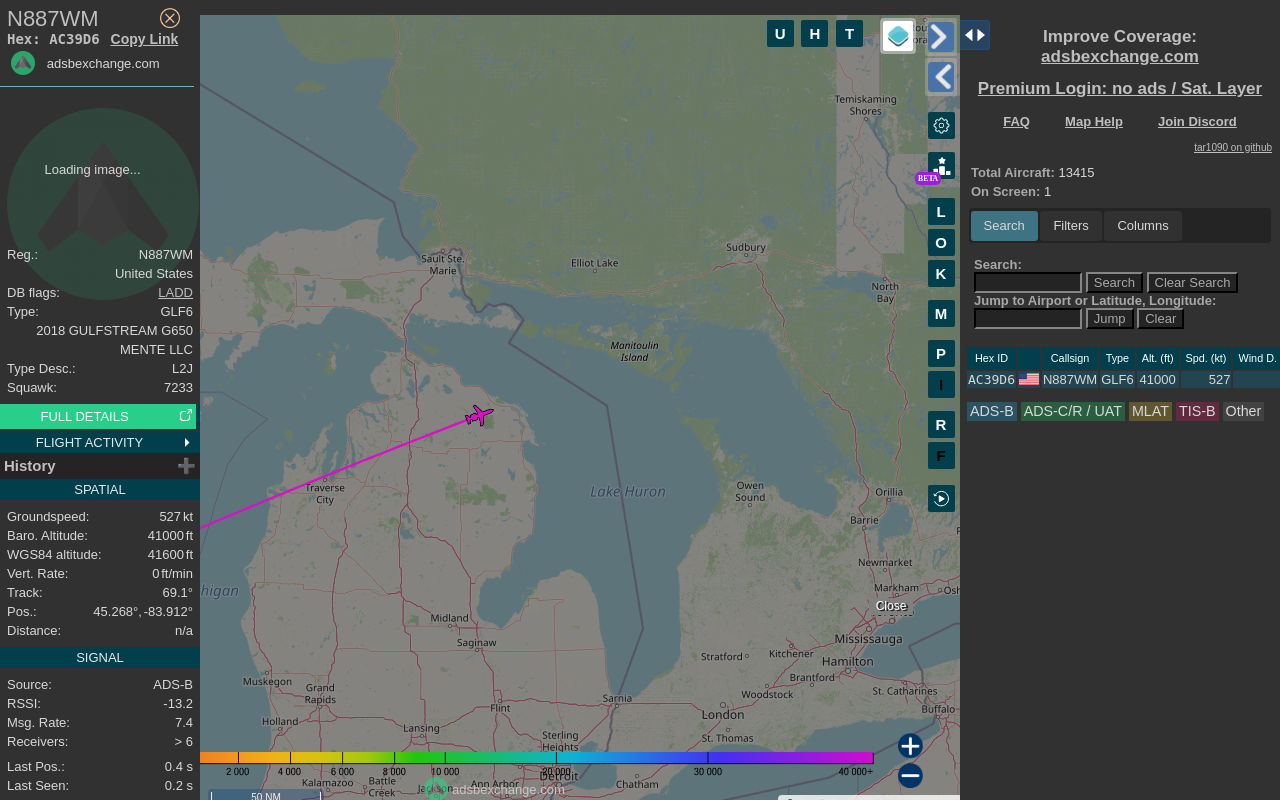 N887WM
Hex: AC39D6 Copy Link
adsbexchange.com
Loading image...
Reg.: N887WM
United States
DB flags: LADD
Type: GLF6
2018 GULFSTREAM G650
MENTE LLC
Type Desc.: L2J
Squawk: 7233
FULL DETAILS
FLIGHT ACTIVITY
History
SPATIAL
Groundspeed: 527 kt
Baro. Altitude: 41000 ft
WGS84 altitude: 41600 ft
Vert. Rate: 0 ft/min
Track: 69.1°
Pos.: 45.268°, -83.912°
Distance: n/a
SIGNAL
Source: ADS-B
RSSI: -13.2
Msg. Rate: 7.4
Receivers: > 6
Last Pos.: 0.4 s
Last Seen: 0.2 s
U H T
Temiskaming
Shores
BETA
L
O
K
M
P
I
R
F
Sault Ste.
Marie
Elliot Lake
Sudbury
North
Bay
Manitoulin
Island
Traverse
City
Lake Huron
Owen
Sound
Orillia
Barrie
Newmarket
Markham
Close
higan
Midland
Saginaw
Mississauga
Stratford
Kitchener
Hamilton
Muskegon
Grand
Rapids
Brantford
Woodstock
St. Catharines
Sarnia
Buffalo
Holland
Flint
London
Lansing
Sterling
Heights
St. Thomas
2 000 4 000 6 000 8 000 10 000 20 000 30 000 40 000+
Kalamazoo
Battle
Creek
Jackson
Ann Arbor
Detroit
Chatham
adsbexchange.com
50 NM
Improve Coverage:
adsbexchange.com
Premium Login: no ads / Sat. Layer
FAQ Map Help Join Discord
tar1090 on github
Total Aircraft: 13415
On Screen: 1
Search Filters Columns
Search:
Search Clear Search
Jump to Airport or Latitude, Longitude:
Jump Clear
Hex ID Callsign Type Alt. (ft) Spd. (kt) Wind D.
AC39D6 N887WM GLF6 41000 527
ADS-B ADS-C/R / UAT MLAT TIS-B Other